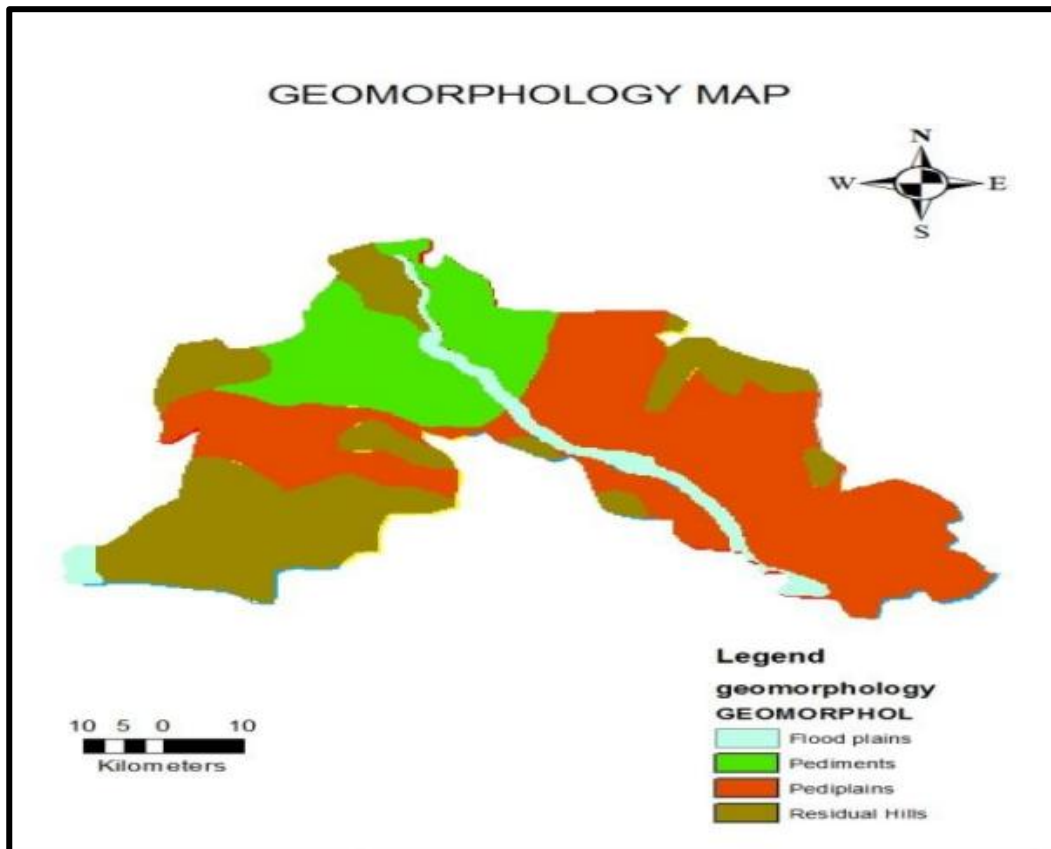 GEOMORPHOLOGY MAP
N
W E
S
Legend
geomorphology
GEOMORPHOL
Flood plains
Pediments
Pediplains
Residual Hills
10 5 0 10
Kilometers